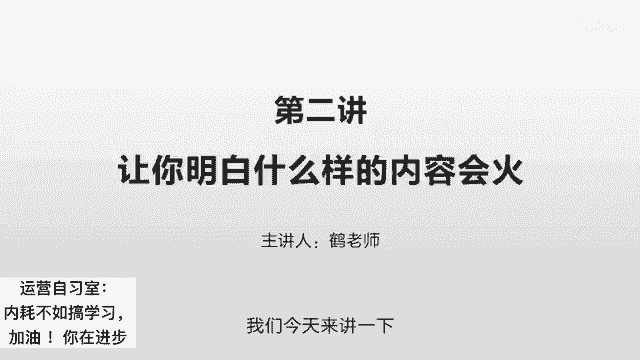 第二讲
让你明白什么样的内容会火
主讲人：鹤老师
运营自习室：
内耗不如搞学习，
加油！你在进步
我们今天来讲一下